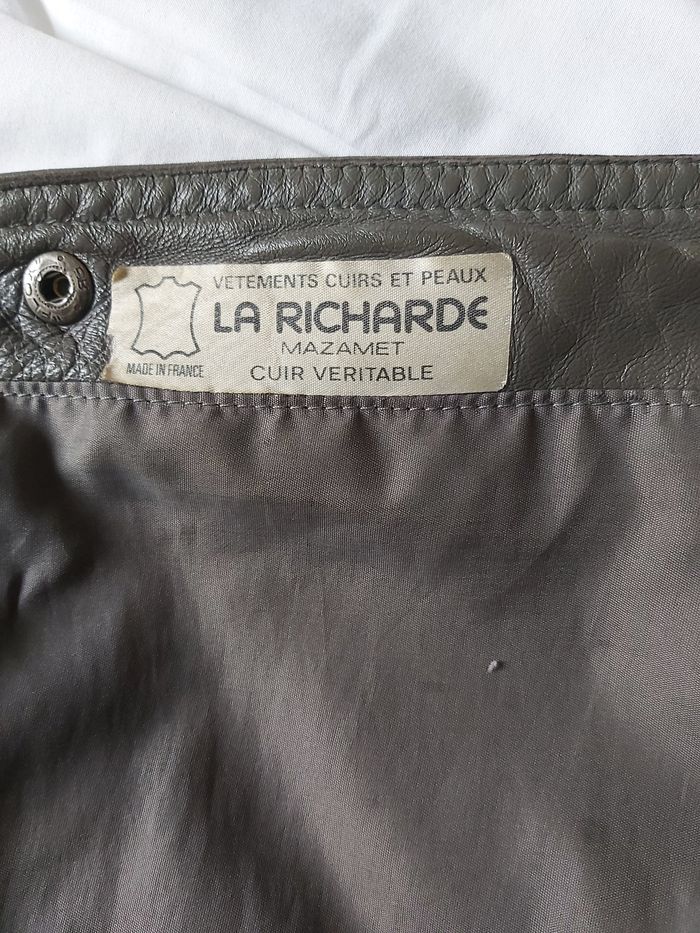 VETEMENTS CUIRS ET PEAUX
LA RICHARDE
MAZAMET
CUIR VERITABLE
MADE IN FRANCE